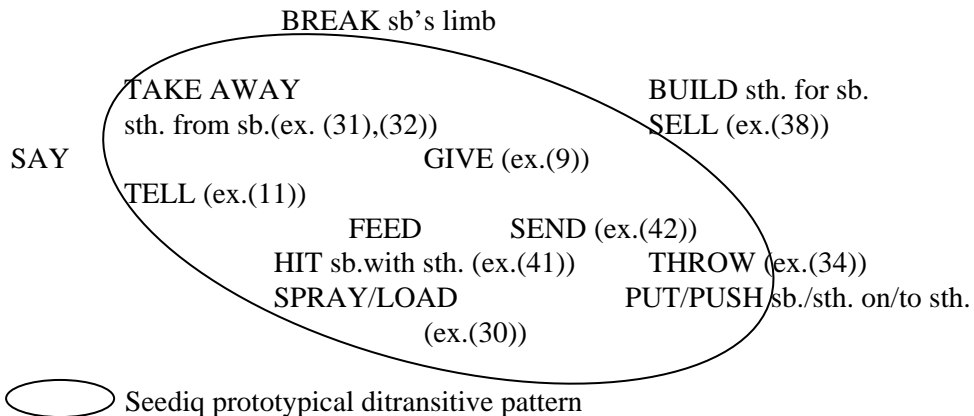 BREAK sb's limb
TAKE AWAY BUILD sth. for sb.
sth. from sb.(ex. (31),(32)) SELL (ex.(38))
SAY GIVE (ex.(9))
TELL (ex.(11))
FEED SEND (ex.(42))
HIT sb.with sth. (ex.(41)) THROW (ex.(34))
SPRAY/LOAD PUT/PUSH sb./sth. on/to sth.
(ex.(30))
Seediq prototypical ditransitive pattern